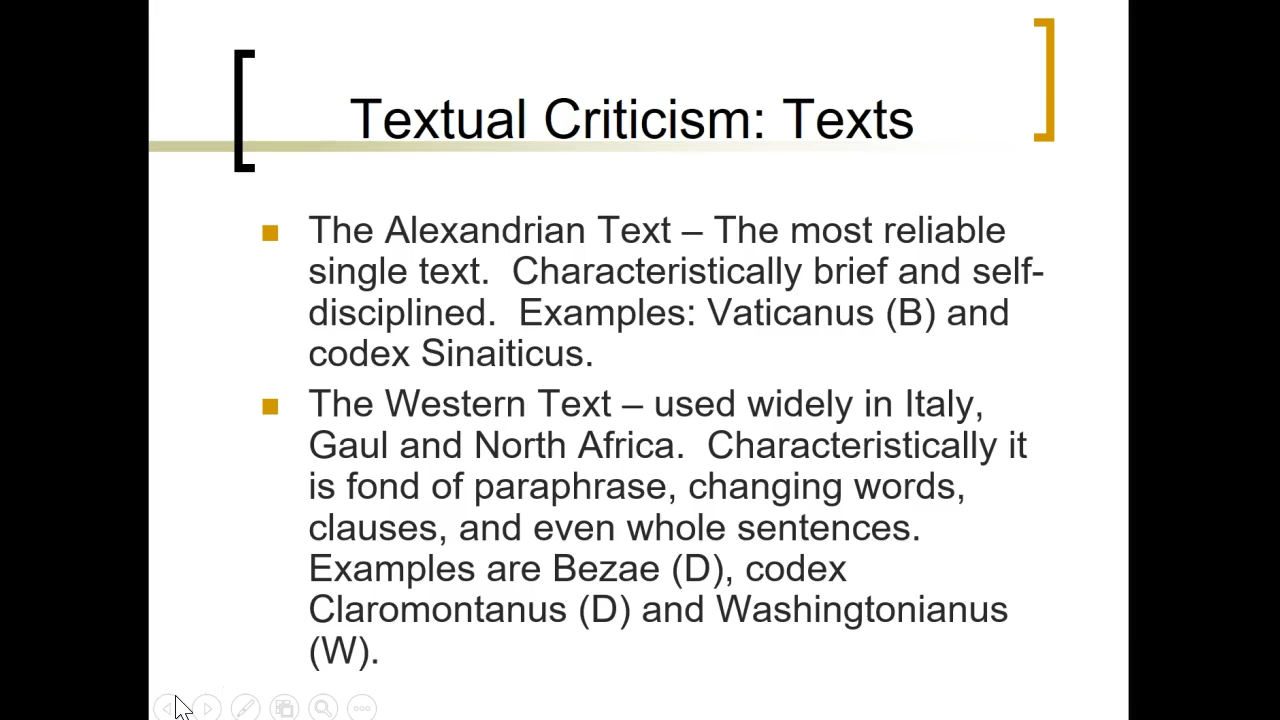 Textual Criticism: Texts
The Alexandrian Text – The most reliable
single text.  Characteristically brief and self-
disciplined.  Examples: Vaticanus (B) and
codex Sinaiticus.
The Western Text – used widely in Italy,
Gaul and North Africa.  Characteristically it
is fond of paraphrase, changing words,
clauses, and even whole sentences.
Examples are Bezae (D), codex
Claromontanus (D) and Washingtonianus
(W).